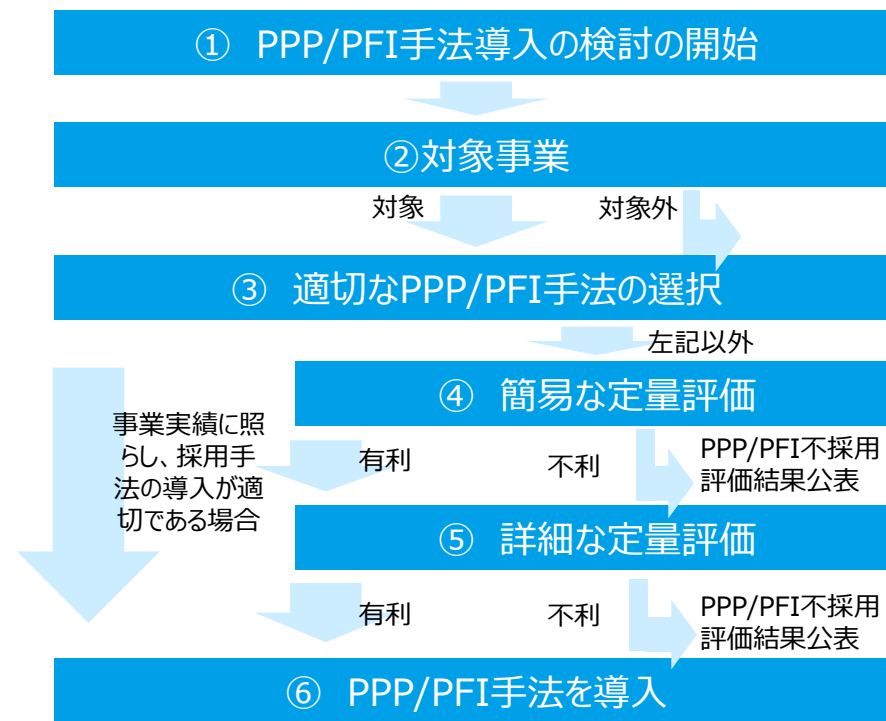 ① PPP/PFI手法導入の検討の開始
②対象事業
対象
対象外
③ 適切なPPP/PFI手法の選択
左記以外
④ 簡易な定量評価
事業実績に照
らし、採用手
法の導入が適
切である場合
有利
不利
PPP/PFI不採用
評価結果公表
⑤ 詳細な定量評価
有利
不利
PPP/PFI不採用
評価結果公表
⑥ PPP/PFI手法を導入